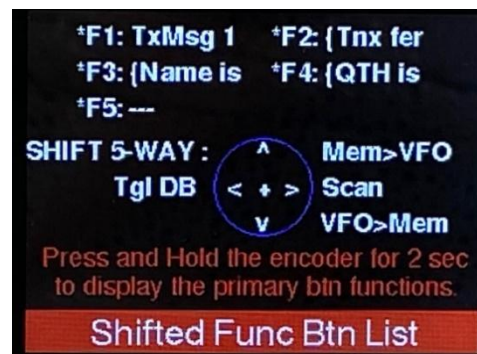 *F1: TxMsg 1 *F2: {Tnx fer
*F3: {Name is *F4: {QTH is
*F5: ---
SHIFT 5-WAY : ^ Mem>VFO
Tgl DB < + > Scan
v VFO>Mem
Press and Hold the encoder for 2 sec
to display the primary btn functions.
Shifted Func Btn List